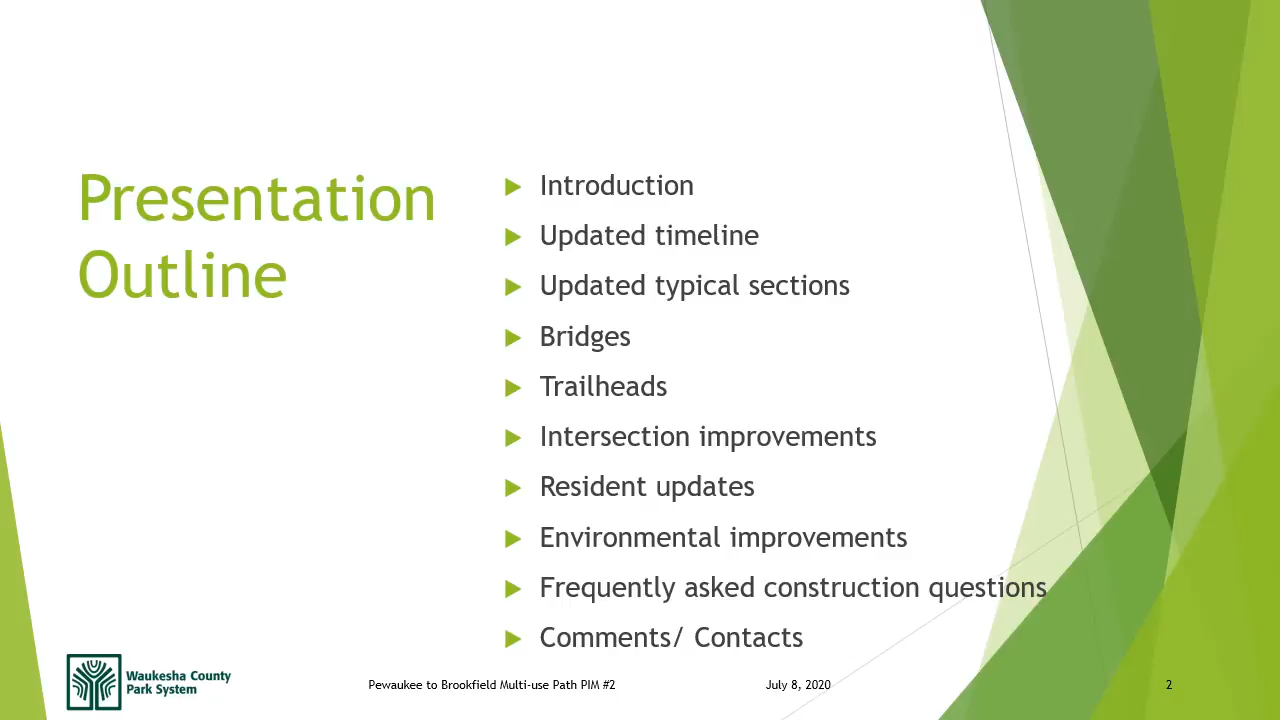 Presentation
Outline
Introduction
Updated timeline
Updated typical sections
Bridges
Trailheads
Intersection improvements
Resident updates
Environmental improvements
Frequently asked construction questions
Comments/ Contacts
Waukesha County
Park System
Pewaukee to Brookfield Multi-use Path PIM #2
July 8, 2020
2